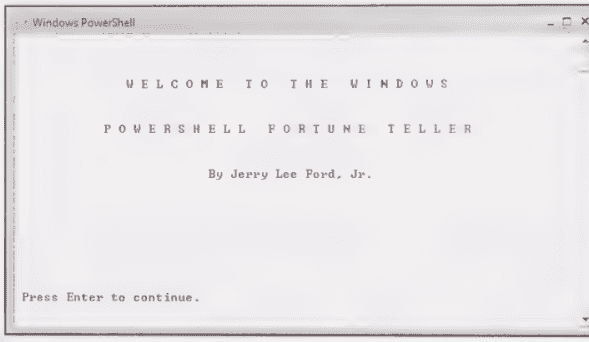 Windows PowerShell
W E L C O M E T O T H E W I N D O W S
P O W E R S H E L L F O R T U N E T E L L E R
By Jerry Lee Ford, Jr.
Press Enter to continue.